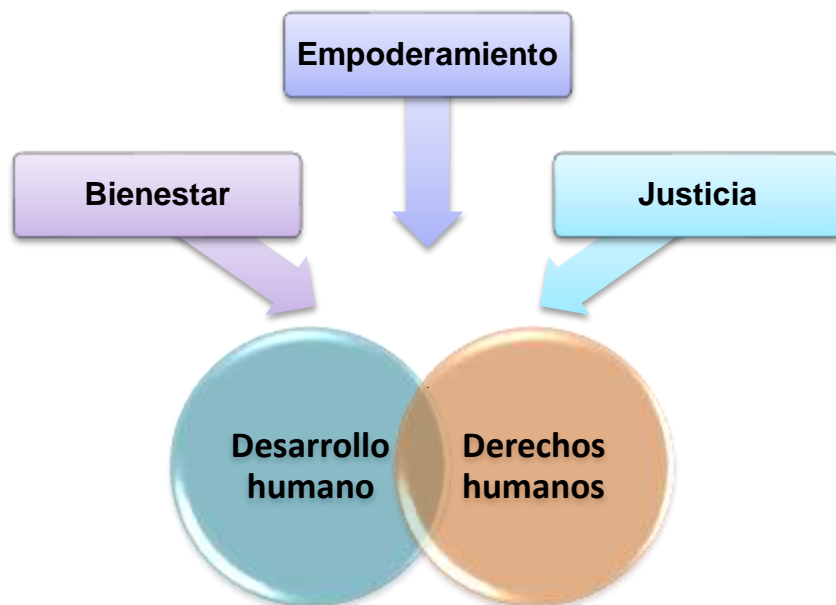 Empoderamiento
Bienestar
Justicia
Desarrollo
humano
Derechos
humanos